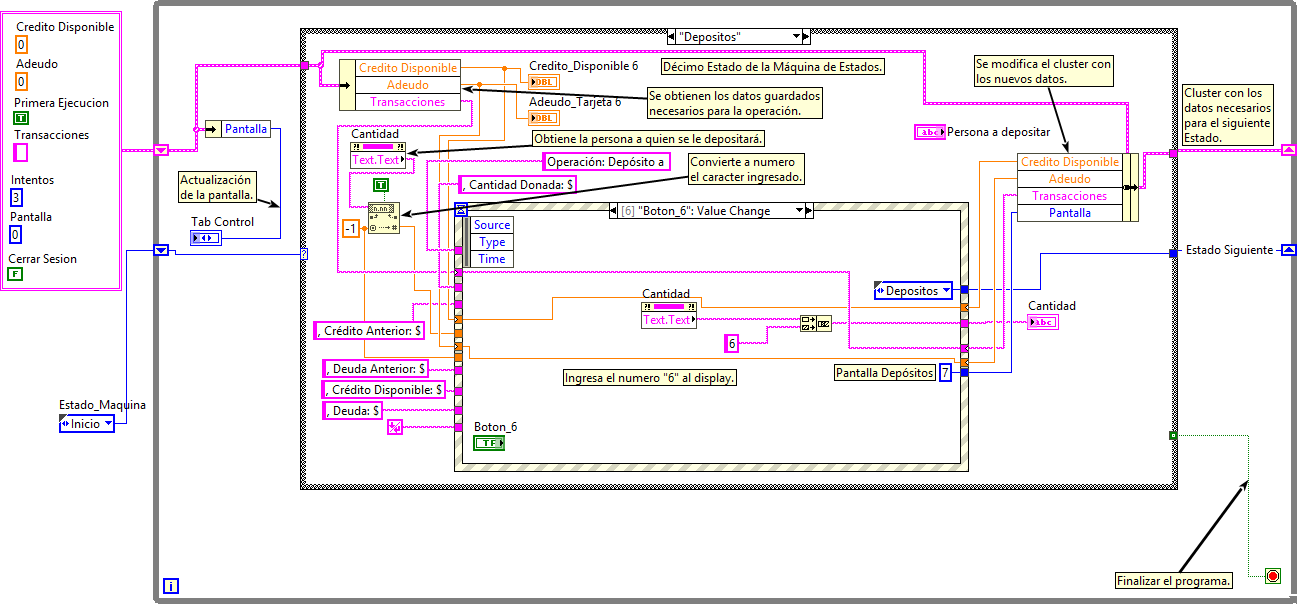 Credito Disponible
0
Adeudo
0
Primera Ejecucion
T
Transacciones
Intentos
3
Pantalla
0
Cerrar Sesion
F
Pantalla
Actualización
de la pantalla.
Tab Control
Estado_Maquina
Inicio
"Depositos"
Credito Disponible
Adeudo
Transacciones
Credito_Disponible 6
DBL
Adeudo_Tarjeta 6
DBL
Décimo Estado de la Máquina de Estados.
Se obtienen los datos guardados
necesarios para la operación.
Se modifica el cluster con
los nuevos datos.
Cluster con los
datos necesarios
para el siguiente
Estado.
abc
Persona a depositar
Cantidad
Text.Text
Obtiene la persona a quien se le depositará.
Operación: Depósito a
Convierte a numero
el caracter ingresado.
, Cantidad Donada: $
T
-1
Credito Disponible
Adeudo
Transacciones
Pantalla
[6] "Boton_6": Value Change
Source
Type
Time
?
Depositos
Estado Siguiente
Cantidad
Text.Text
6
Cantidad
abc
, Crédito Anterior: $
, Deuda Anterior: $
, Crédito Disponible: $
, Deuda: $
Ingresa el numero "6" al display.
Pantalla Depósitos
7
Boton_6
TF
i
Finalizar el programa.